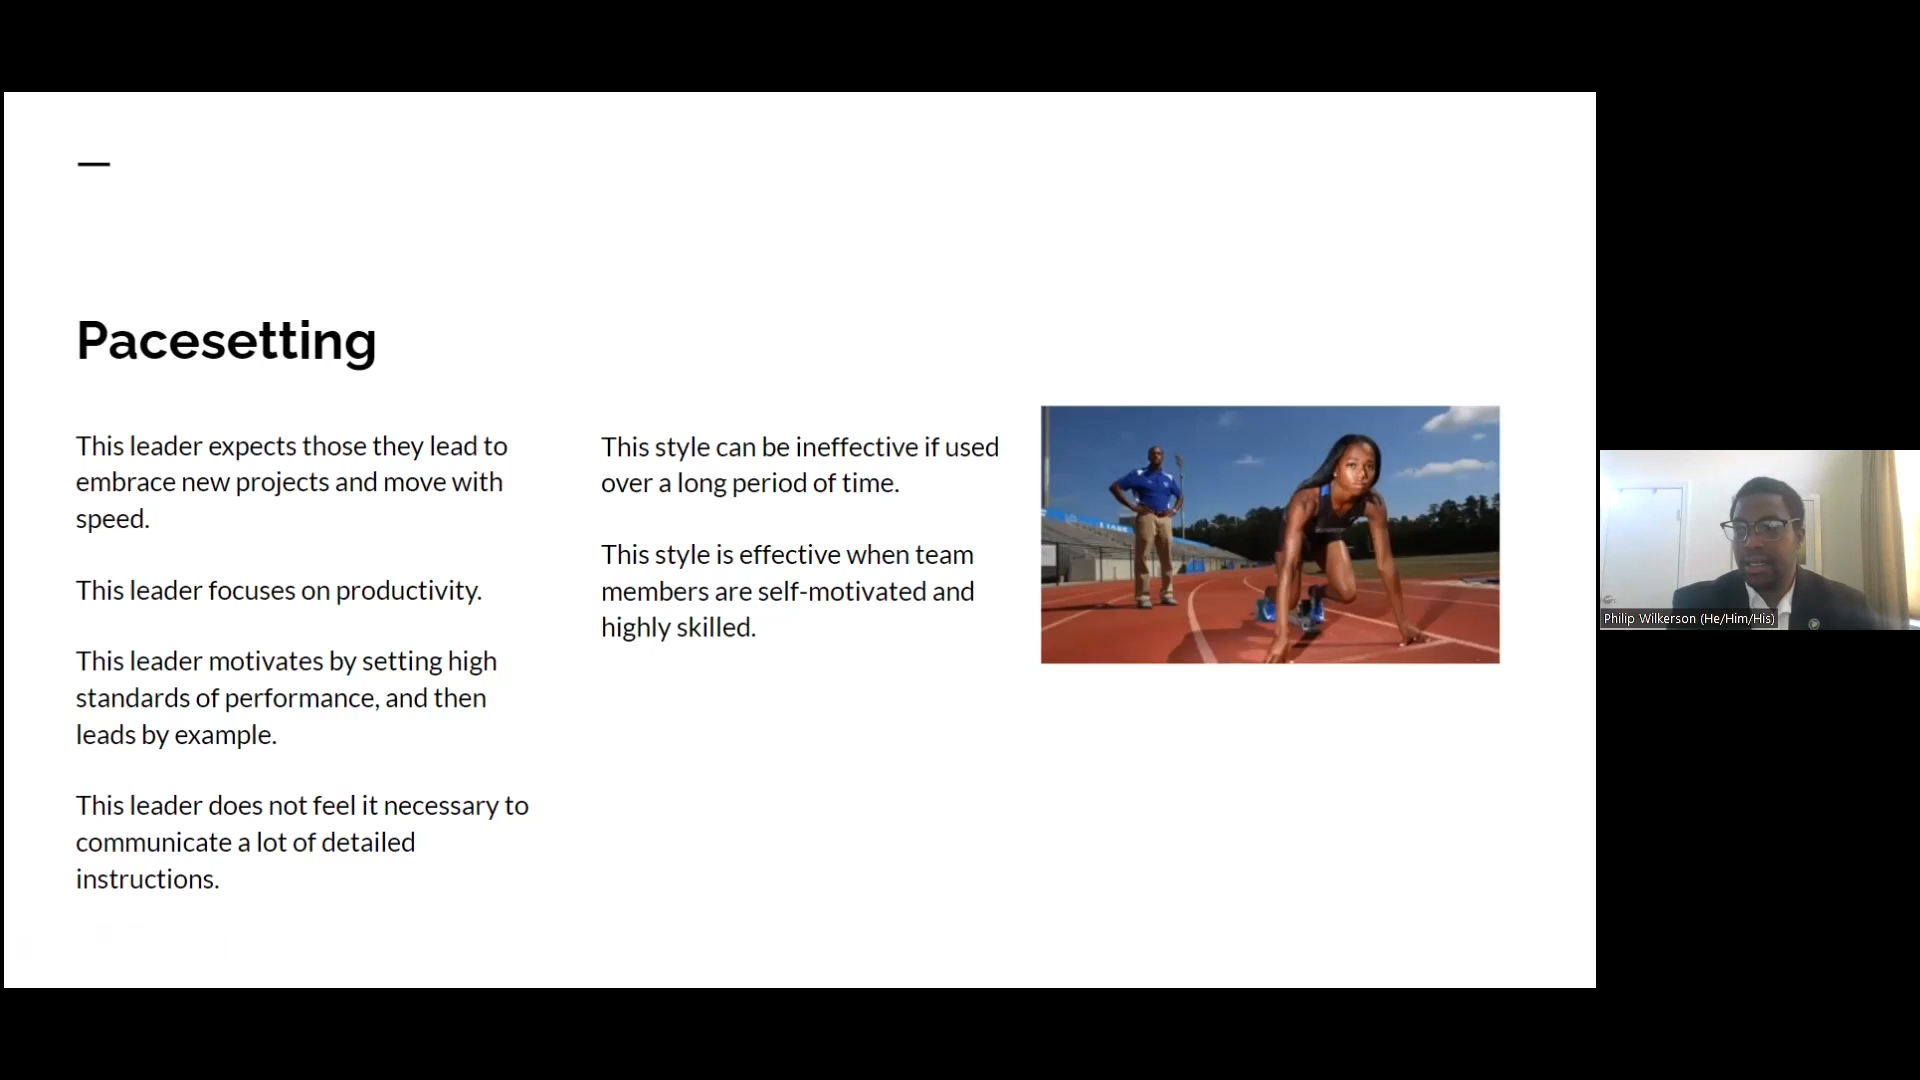 Pacesetting
This leader expects those they lead to
embrace new projects and move with
speed.
This leader focuses on productivity.
This leader motivates by setting high
standards of performance, and then
leads by example.
This leader does not feel it necessary to
communicate a lot of detailed
instructions.
This style can be ineffective if used
over a long period of time.
This style is effective when team
members are self-motivated and
highly skilled.
Philip Wilkerson (He/Him/His)